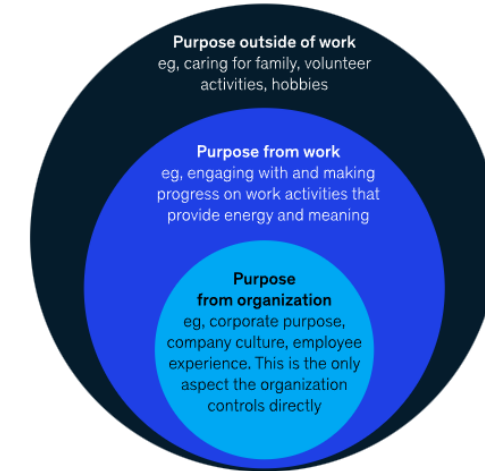 Purpose outside of work
eg, caring for family, volunteer
activities, hobbies
Purpose from work
eg, engaging with and making
progress on work activities that
provide energy and meaning
Purpose
from organization
eg, corporate purpose,
company culture, employee
experience. This is the only
aspect the organization
controls directly